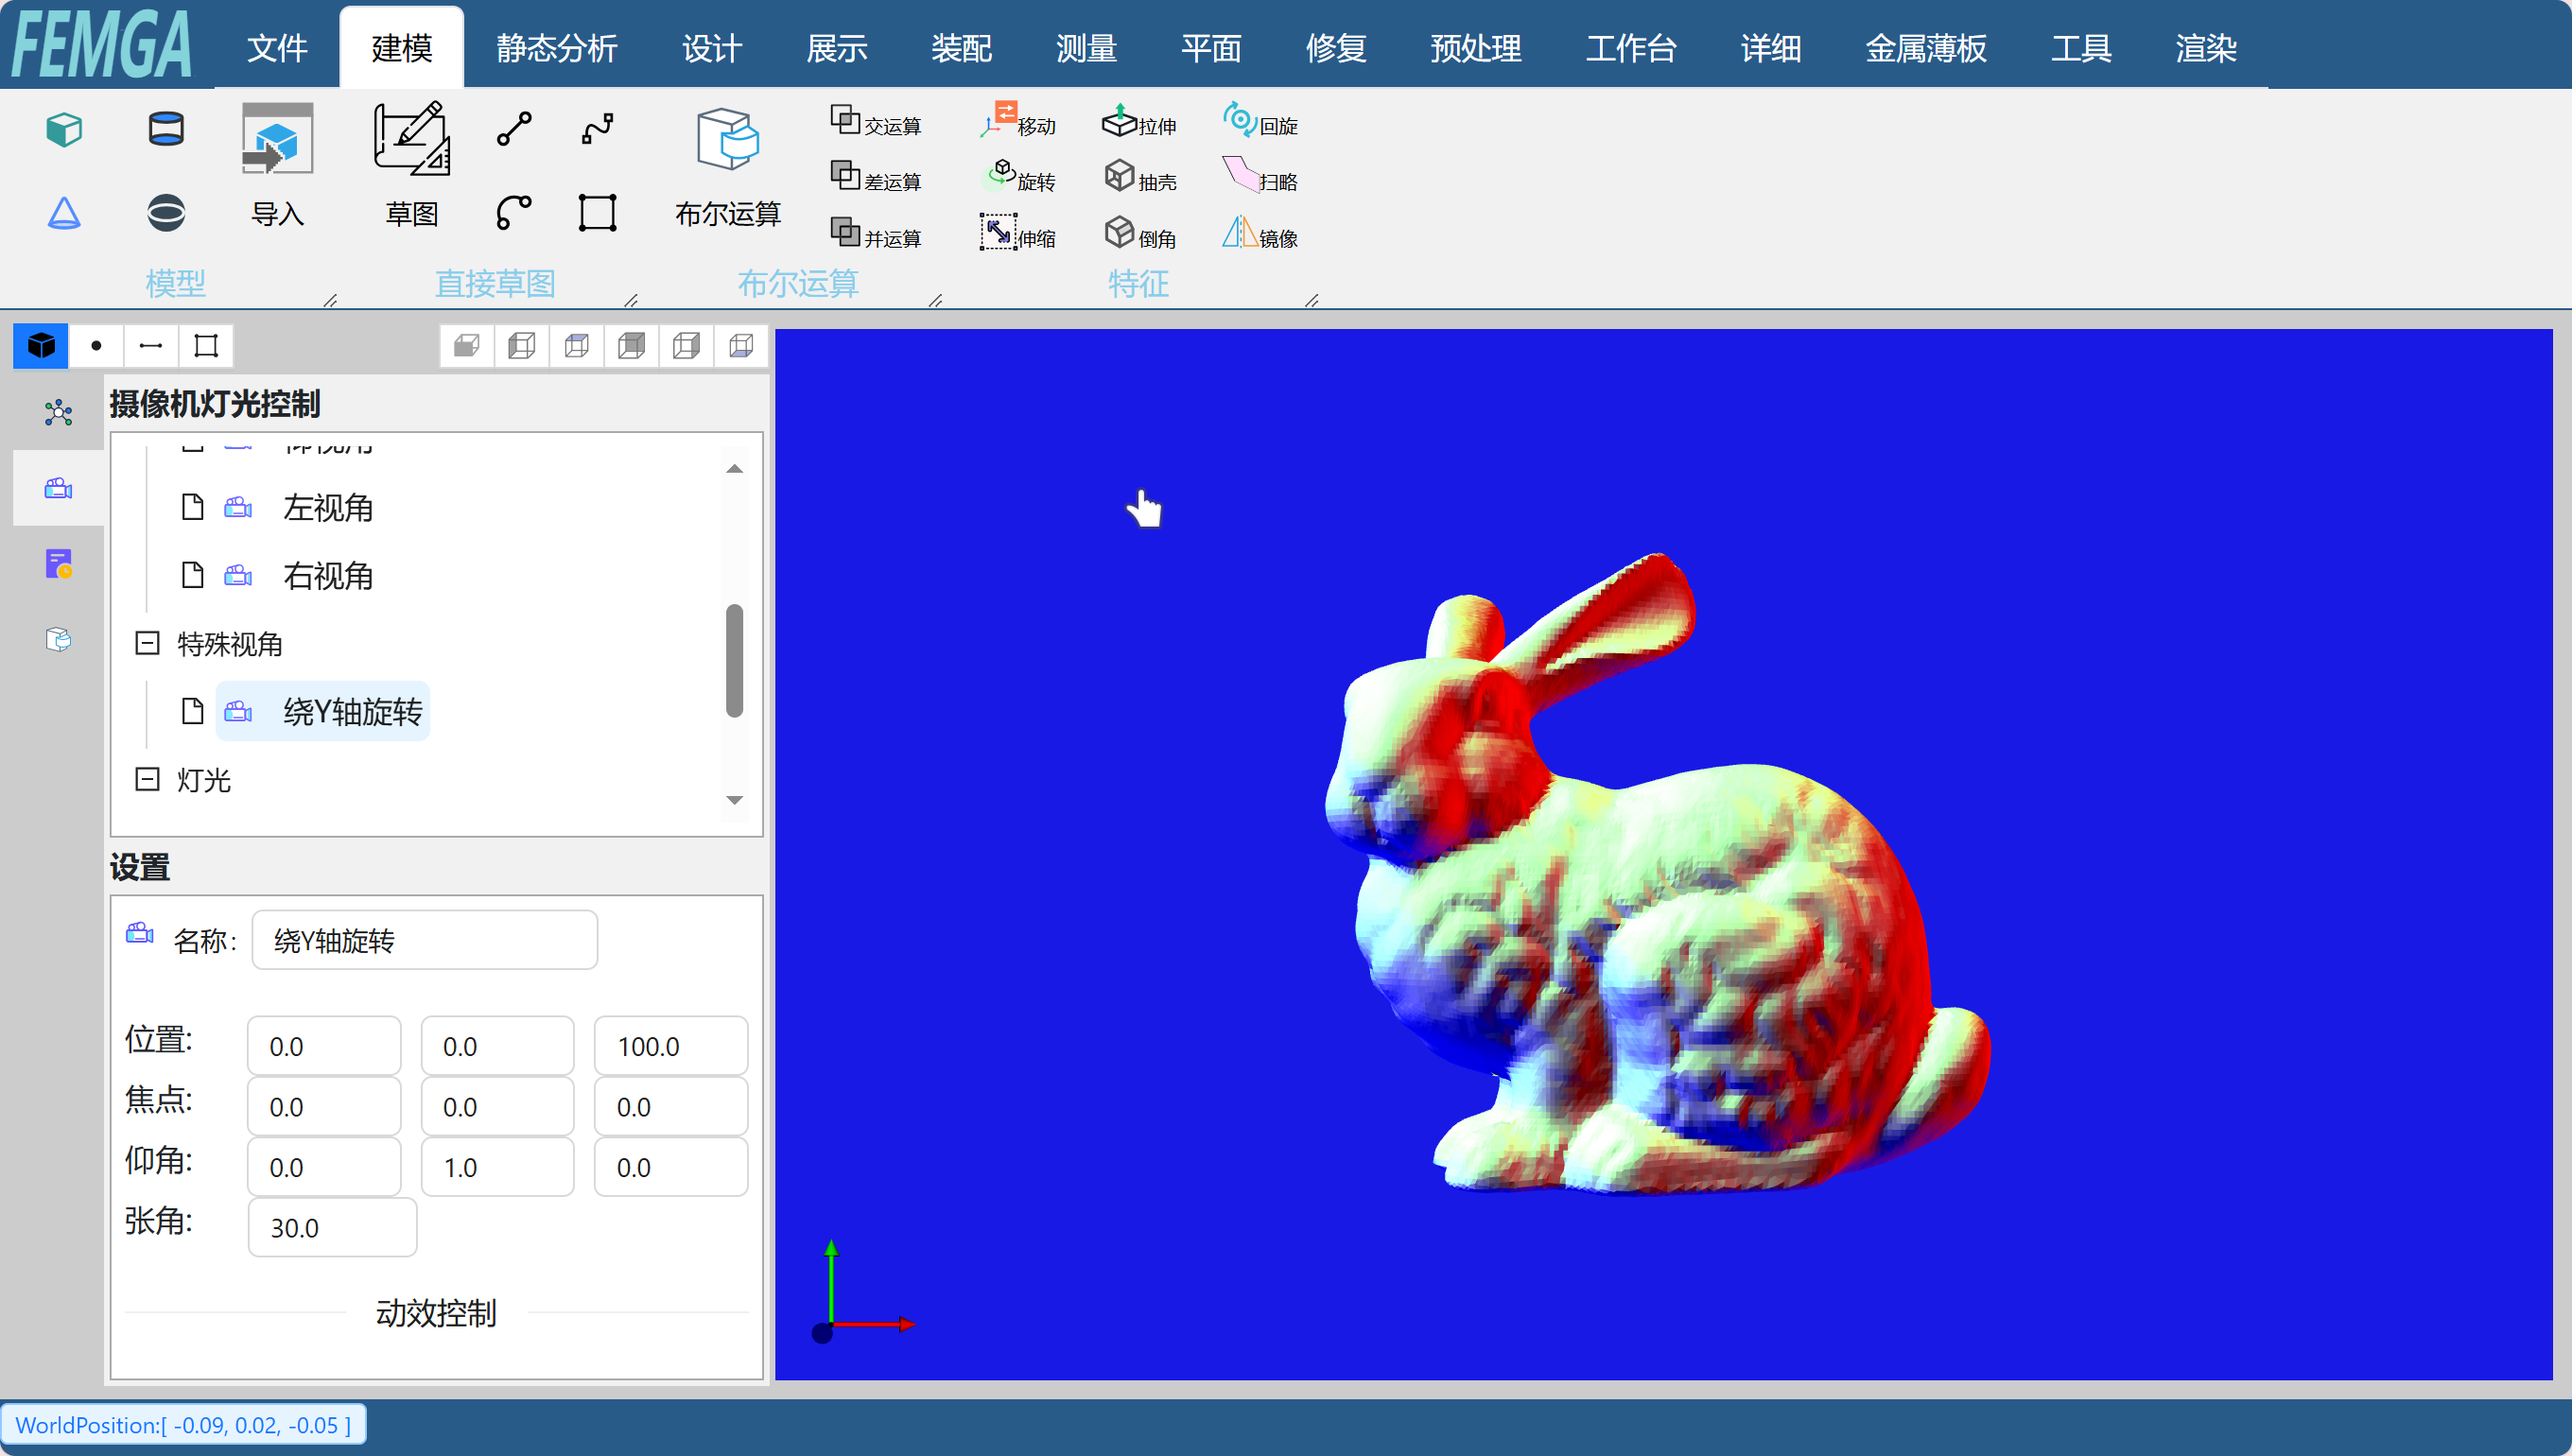 FEMGA 文件 建模 静态分析 设计 展示 装配 测量 平面 修复 预处理 工作台 详细 金属薄板 工具 渲染
交运算 移动 拉伸 回旋
差运算 旋转 抽壳 扫略
导入 草图 布尔运算 并运算 伸缩 倒角 镜像
模型 直接草图 布尔运算 特征
摄像机灯光控制
左视角
右视角
特殊视角
绕Y轴旋转
灯光
设置
名称: 绕Y轴旋转
位置: 0.0 0.0 100.0
焦点: 0.0 0.0 0.0
仰角: 0.0 1.0 0.0
张角: 30.0
动效控制
WorldPosition:[ -0.09, 0.02, -0.05 ]